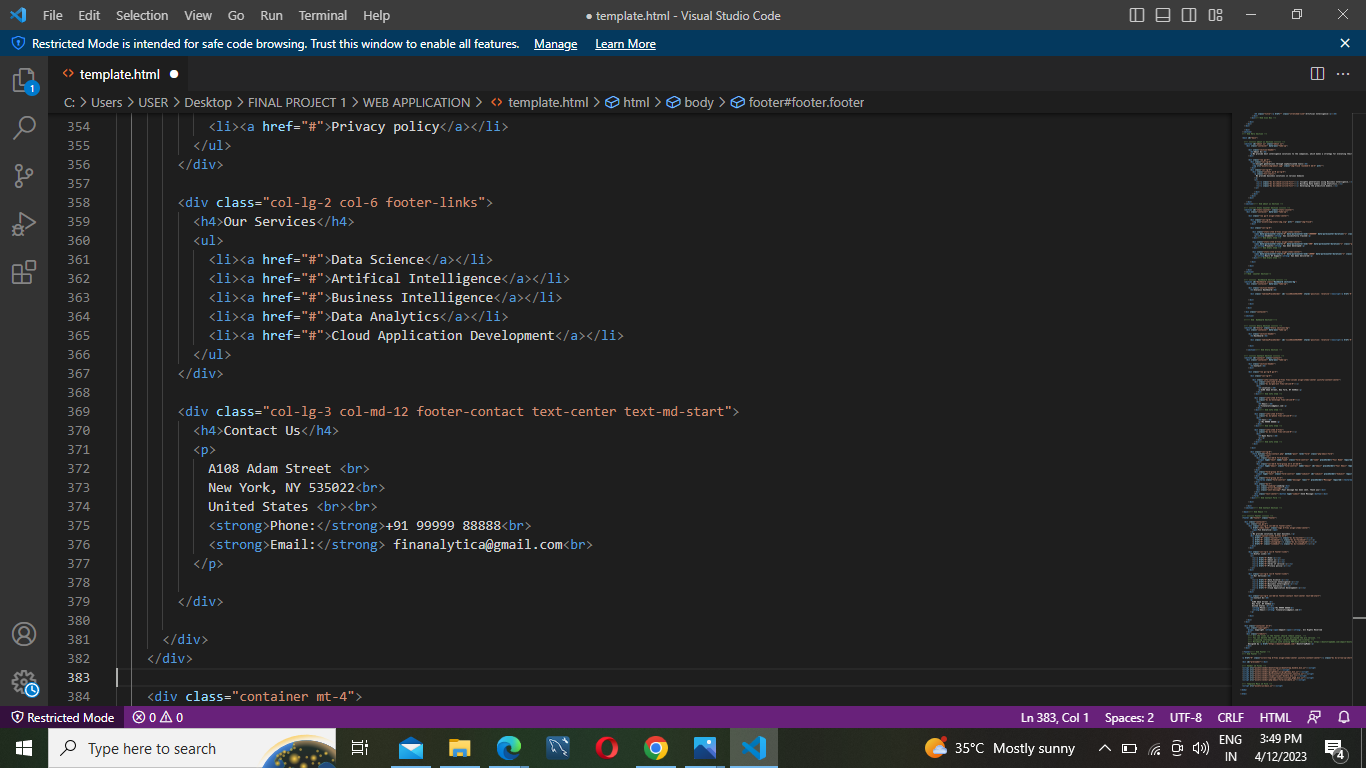 File Edit Selection View Go Run Terminal Help ● template.html - Visual Studio Code
Restricted Mode is intended for safe code browsing. Trust this window to enable all features. Manage Learn More
1
<> template.html ●
C: > Users > USER > Desktop > FINAL PROJECT 1 > WEB APPLICATION > <> template.html > html > body > footer#footer.footer
354 <li><a href="#">Privacy policy</a></li>
355 </ul>
356 </div>
357
358 <div class="col-lg-2 col-6 footer-links">
359 <h4>Our Services</h4>
360 <ul>
361 <li><a href="#">Data Science</a></li>
362 <li><a href="#">Artifical Intelligence</a></li>
363 <li><a href="#">Business Intelligence</a></li>
364 <li><a href="#">Data Analytics</a></li>
365 <li><a href="#">Cloud Application Development</a></li>
366 </ul>
367 </div>
368
369 <div class="col-lg-3 col-md-12 footer-contact text-center text-md-start">
370 <h4>Contact Us</h4>
371 <p>
372 A108 Adam Street <br>
373 New York, NY 535022<br>
374 United States <br><br>
375 <strong>Phone:</strong>+91 99999 88888<br>
376 <strong>Email:</strong> finanalytica@gmail.com<br>
377 </p>
378
379 </div>
380
381 </div>
382 </div>
383
384 <div class="container mt-4">
Restricted Mode 0 0 Ln 383, Col 1 Spaces: 2 UTF-8 CRLF HTML
Type here to search 35°C Mostly sunny ENG IN 3:49 PM 4/12/2023 4